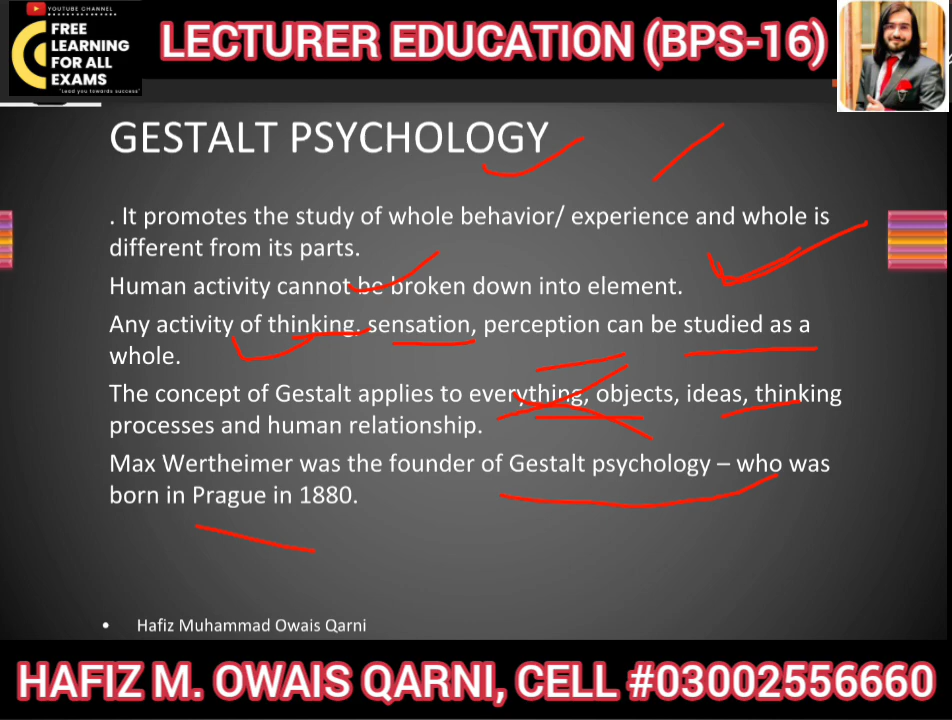 YOUTUBE CHANNEL
FREE
LEARNING
FOR ALL
EXAMS
"Lead you towards success"
LECTURER EDUCATION (BPS-16)
GESTALT PSYCHOLOGY
. It promotes the study of whole behavior/ experience and whole is
different from its parts.
Human activity cannot be broken down into element.
Any activity of thinking, sensation, perception can be studied as a
whole.
The concept of Gestalt applies to everything, objects, ideas, thinking
processes and human relationship.
Max Wertheimer was the founder of Gestalt psychology – who was
born in Prague in 1880.
• Hafiz Muhammad Owais Qarni
HAFIZ M. OWAIS QARNI, CELL #03002556660